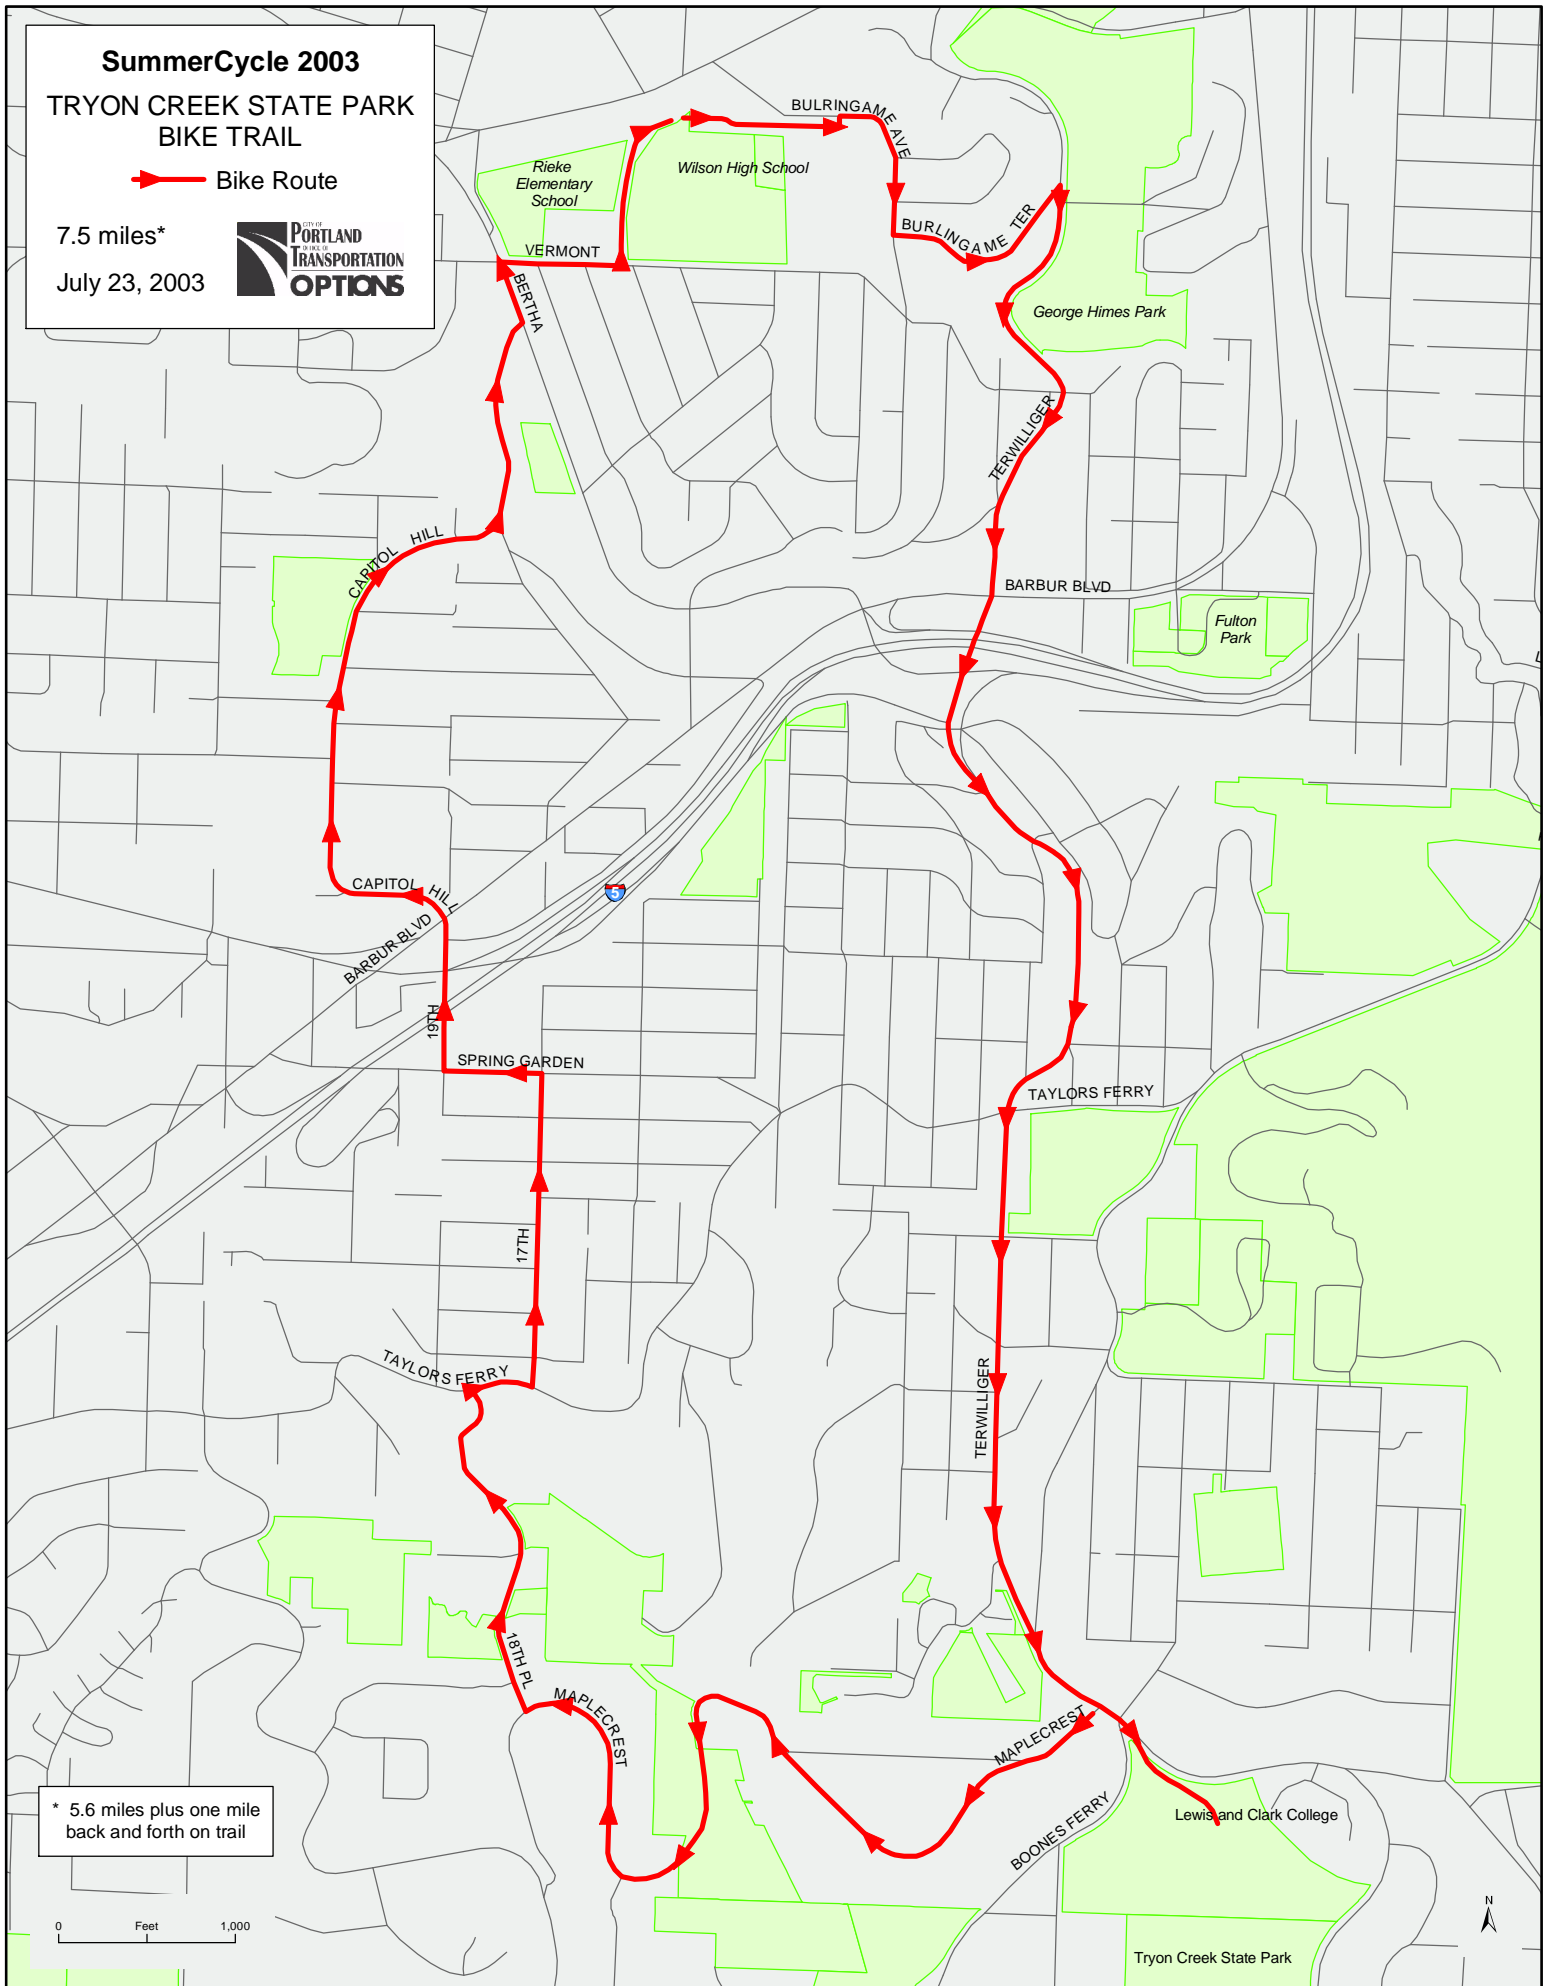 SummerCycle 2003
TRYON CREEK STATE PARK
BIKE TRAIL
Bike Route
7.5 miles*
July 23, 2003
CITY OF
PORTLAND
OFFICE OF
TRANSPORTATION
OPTIONS
BULRINGAME AVE
Rieke
Elementary
School
Wilson High School
VERMONT
BURLINGAME TER
BERTHA
George Himes Park
TERWILLIGER
CAPITOL HILL
BARBUR BLVD
Fulton
Park
CAPITOL HILL
5
BARBUR BLVD
19TH
SPRING GARDEN
TAYLORS FERRY
17TH
TAYLORS FERRY
TERWILLIGER
18TH PL
MAPLECREST
MAPLECREST
BOONES FERRY
Lewis and Clark College
* 5.6 miles plus one mile
back and forth on trail
0 Feet 1,000
N
Tryon Creek State Park